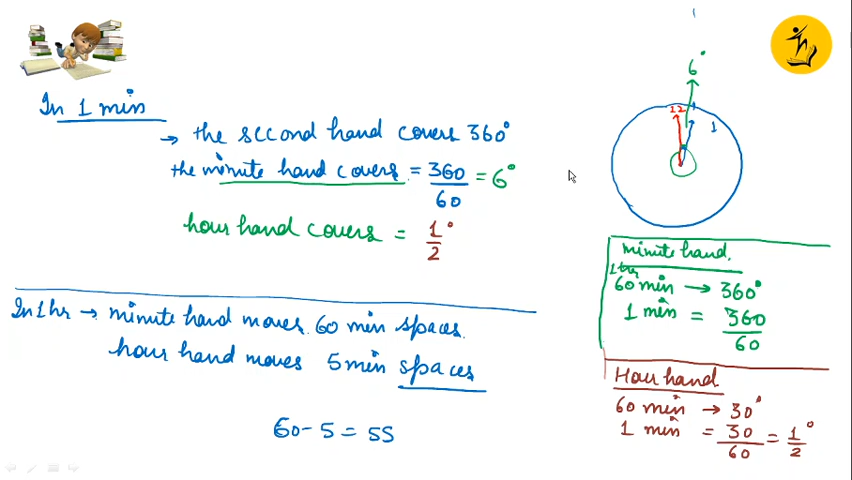 In 1 min
→ the second hand covers 360°
the minute hand covers = 360/60 = 6°
hour hand covers = 1/2°
In 1 hr → minute hand moves 60 min spaces.
hour hand moves 5 min spaces
60 - 5 = 55
6°
12
1
minute hand.
1 hr
60 min → 360°
1 min = 360/60
Hour hand
60 min → 30°
1 min = 30/60 = 1/2°